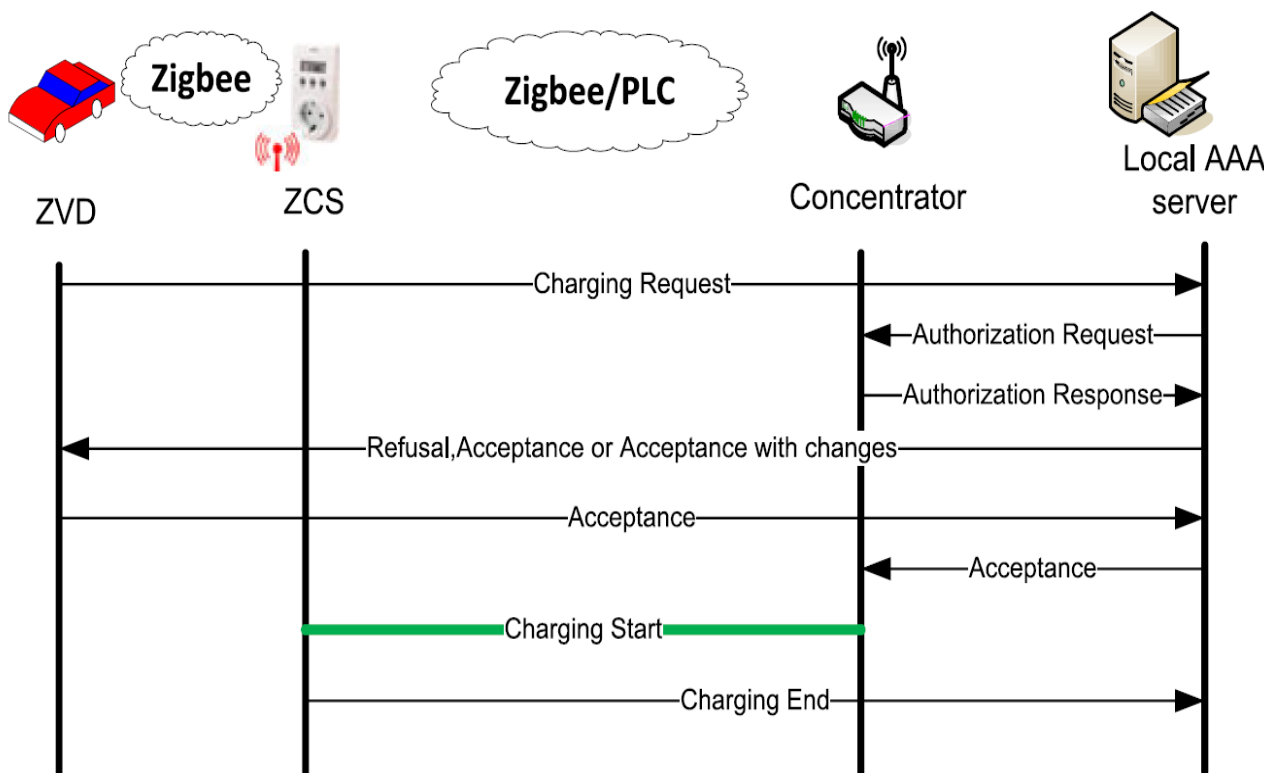 Zigbee
Zigbee/PLC
ZVD
ZCS
Concentrator
Local AAA
server
Charging Request
Authorization Request
Authorization Response
Refusal,Acceptance or Acceptance with changes
Acceptance
Acceptance
Charging Start
Charging End